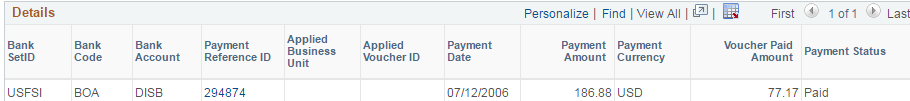 Details Personalize | Find | View All | | First 1 of 1 Last
Bank SetID Bank Code Bank Account Payment Reference ID Applied Business Unit Applied Voucher ID Payment Date Payment Amount Payment Currency Voucher Paid Amount Payment Status
USFSI BOA DISB 294874 07/12/2006 186.88 USD 77.17 Paid